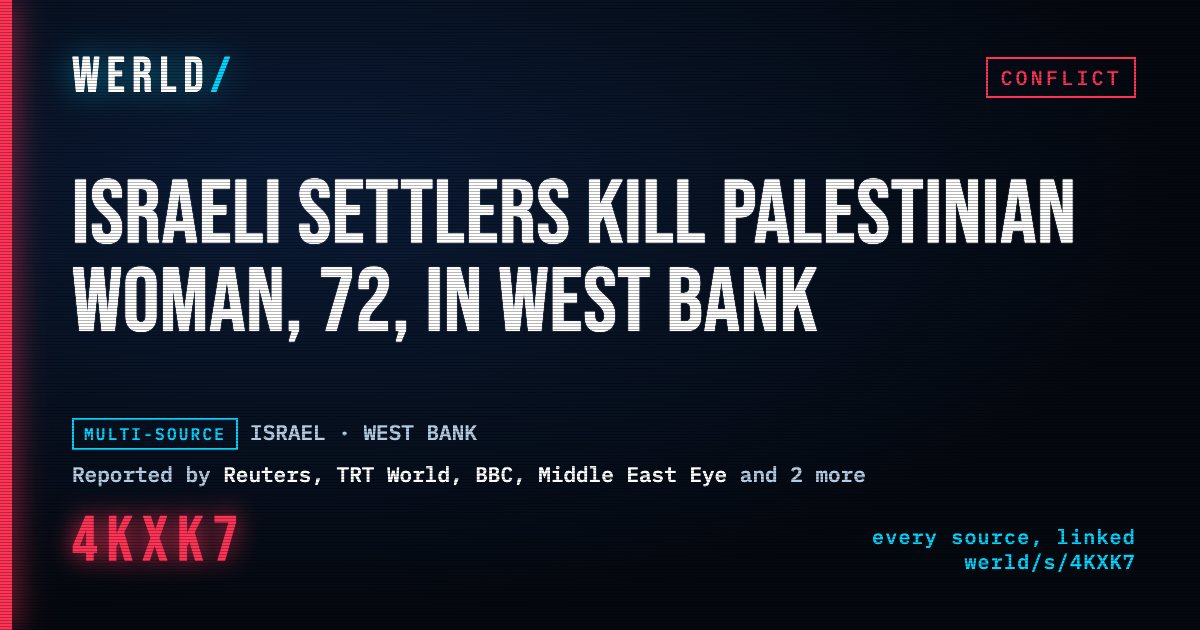 WERLD/
CONFLICT
ISRAELI SETTLERS KILL PALESTINIAN
WOMAN, 72, IN WEST BANK
MULTI-SOURCE ISRAEL · WEST BANK
Reported by Reuters, TRT World, BBC, Middle East Eye and 2 more
4KXK7
every source, linked
werld/s/4KXK7